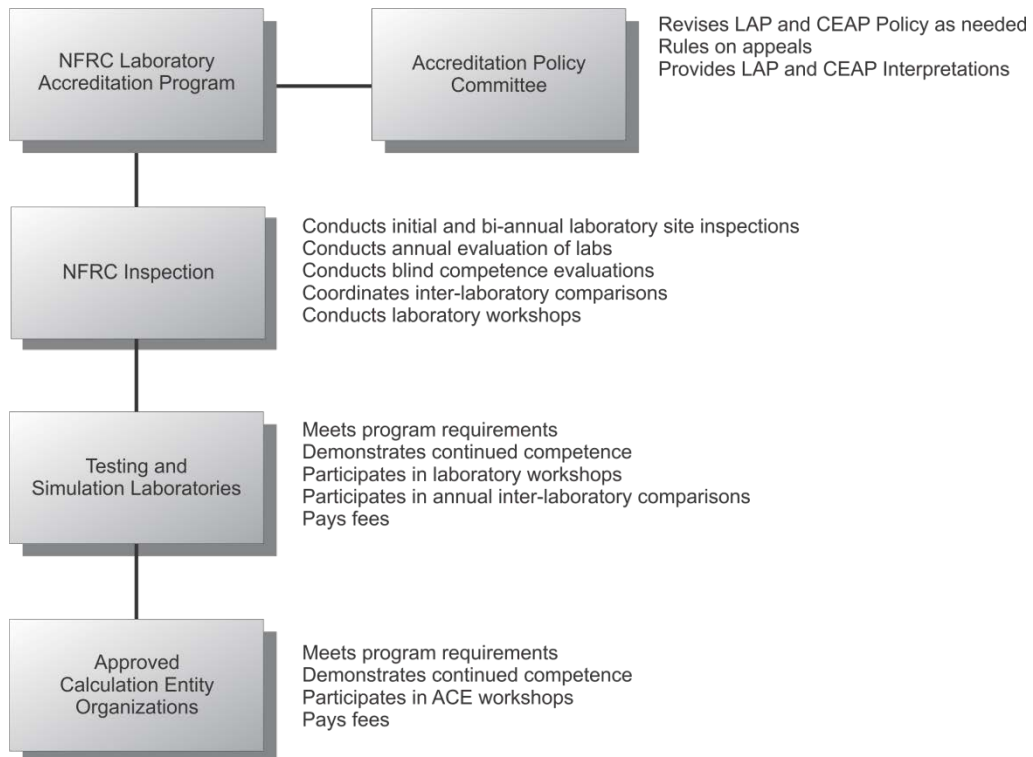 NFRC Laboratory
Accreditation Program
Accreditation Policy
Committee
Revises LAP and CEAP Policy as needed
Rules on appeals
Provides LAP and CEAP Interpretations
NFRC Inspection
Conducts initial and bi-annual laboratory site inspections
Conducts annual evaluation of labs
Conducts blind competence evaluations
Coordinates inter-laboratory comparisons
Conducts laboratory workshops
Testing and
Simulation Laboratories
Meets program requirements
Demonstrates continued competence
Participates in laboratory workshops
Participates in annual inter-laboratory comparisons
Pays fees
Approved
Calculation Entity
Organizations
Meets program requirements
Demonstrates continued competence
Participates in ACE workshops
Pays fees